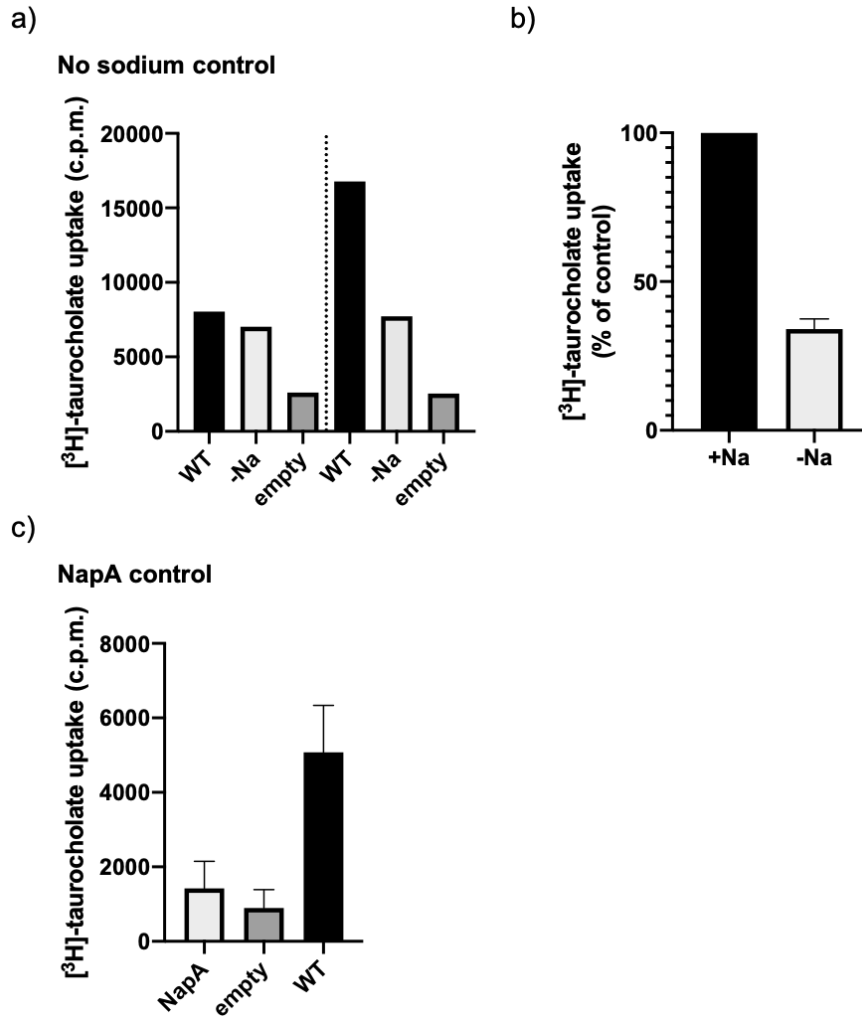 a)
No sodium control
[³H]-taurocholate uptake (c.p.m.)
20000
15000
10000
5000
0
WT
-Na
empty
WT
-Na
empty
b)
[³H]-taurocholate uptake
(% of control)
100
50
0
+Na
-Na
c)
NapA control
[³H]-taurocholate uptake (c.p.m.)
8000
6000
4000
2000
0
NapA
empty
WT